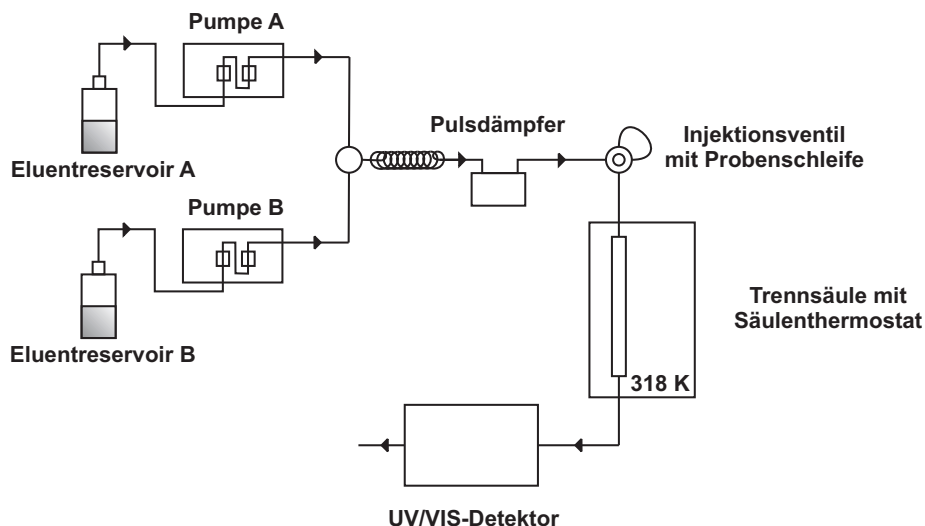 Pumpe A
Eluentreservoir A
Pumpe B
Eluentreservoir B
Pulsdämpfer
Injektionsventil
mit Probenschleife
Trennsäule mit
Säulenthermostat
318 K
UV/VIS-Detektor